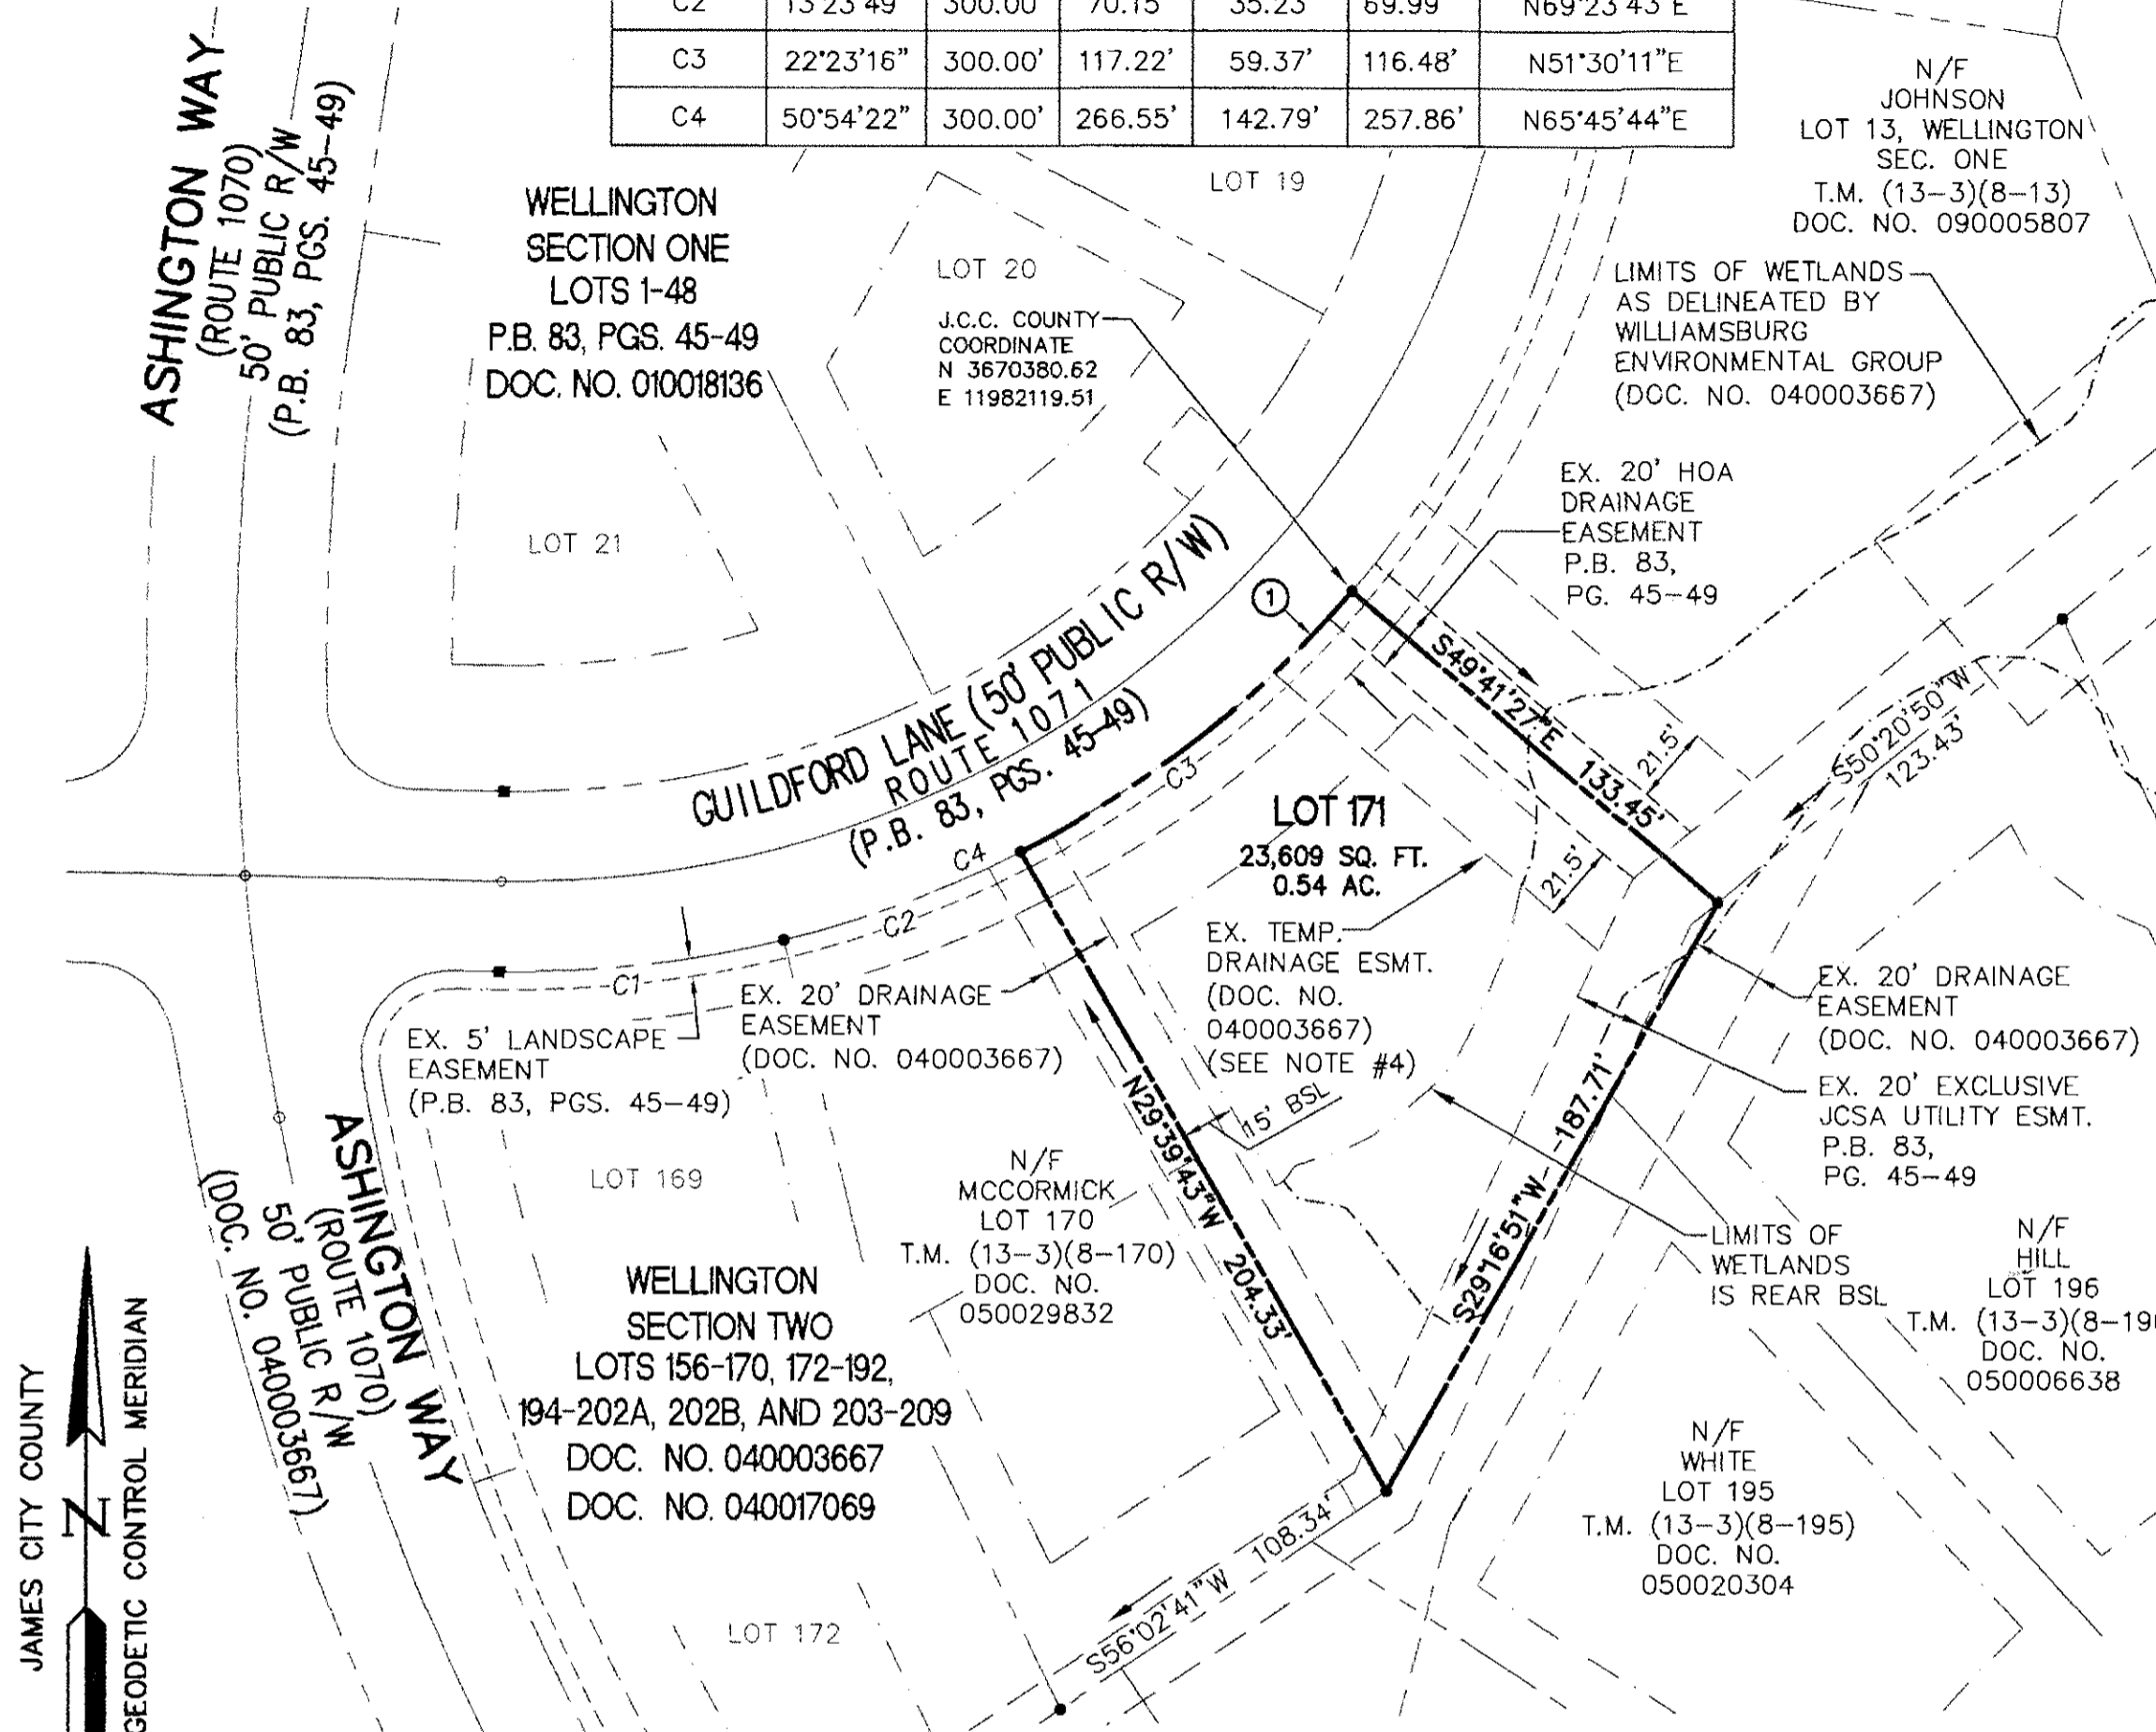 C2 13°23'49" 300.00' 70.15' 35.23' 69.99' N69°23'43"E
C3 22°23'16" 300.00' 117.22' 59.37' 116.48' N51°30'11"E
C4 50°54'22" 300.00' 266.55' 142.79' 257.86' N65°45'44"E
ASHINGTON WAY
(ROUTE 1070)
50' PUBLIC R/W
(P.B. 83, PGS. 45-49)
WELLINGTON
SECTION ONE
LOTS 1-48
P.B. 83, PGS. 45-49
DOC. NO. 010018136
LOT 19
LOT 20
J.C.C. COUNTY
COORDINATE
N 3670380.62
E 11982119.51
N/F
JOHNSON
LOT 13, WELLINGTON
SEC. ONE
T.M. (13-3)(8-13)
DOC. NO. 090005807
LIMITS OF WETLANDS
AS DELINEATED BY
WILLIAMSBURG
ENVIRONMENTAL GROUP
(DOC. NO. 040003667)
EX. 20' HOA
DRAINAGE
EASEMENT
P.B. 83,
PG. 45-49
LOT 21
1
GUILDFORD LANE (50' PUBLIC R/W)
ROUTE 1071
(P.B. 83, PGS. 45-49)
S49°41'27"E 133.45'
21.5'
21.5'
S50°20'50"W
123.43'
C3
C4
C2
C1
LOT 171
23,609 SQ. FT.
0.54 AC.
EX. TEMP.
DRAINAGE ESMT.
(DOC. NO.
040003667)
(SEE NOTE #4)
EX. 20' DRAINAGE
EASEMENT
(DOC. NO. 040003667)
EX. 5' LANDSCAPE
EASEMENT
(P.B. 83, PGS. 45-49)
EX. 20' DRAINAGE
EASEMENT
(DOC. NO. 040003667)
EX. 20' EXCLUSIVE
JCSA UTILITY ESMT.
P.B. 83,
PG. 45-49
15' BSL
N29°39'43"W 204.33'
S29°16'51"W 187.71'
LIMITS OF
WETLANDS
IS REAR BSL
LOT 169
N/F
MCCORMICK
LOT 170
T.M. (13-3)(8-170)
DOC. NO.
050029832
N/F
HILL
LOT 196
T.M. (13-3)(8-196
DOC. NO.
050006638
ASHINGTON WAY
(ROUTE 1070)
50' PUBLIC R/W
(DOC. NO. 040003667)
WELLINGTON
SECTION TWO
LOTS 156-170, 172-192,
194-202A, 202B, AND 203-209
DOC. NO. 040003667
DOC. NO. 040017069
N/F
WHITE
LOT 195
T.M. (13-3)(8-195)
DOC. NO.
050020304
S56°02'41"W 108.34'
LOT 172
JAMES CITY COUNTY
N
GEODETIC CONTROL MERIDIAN